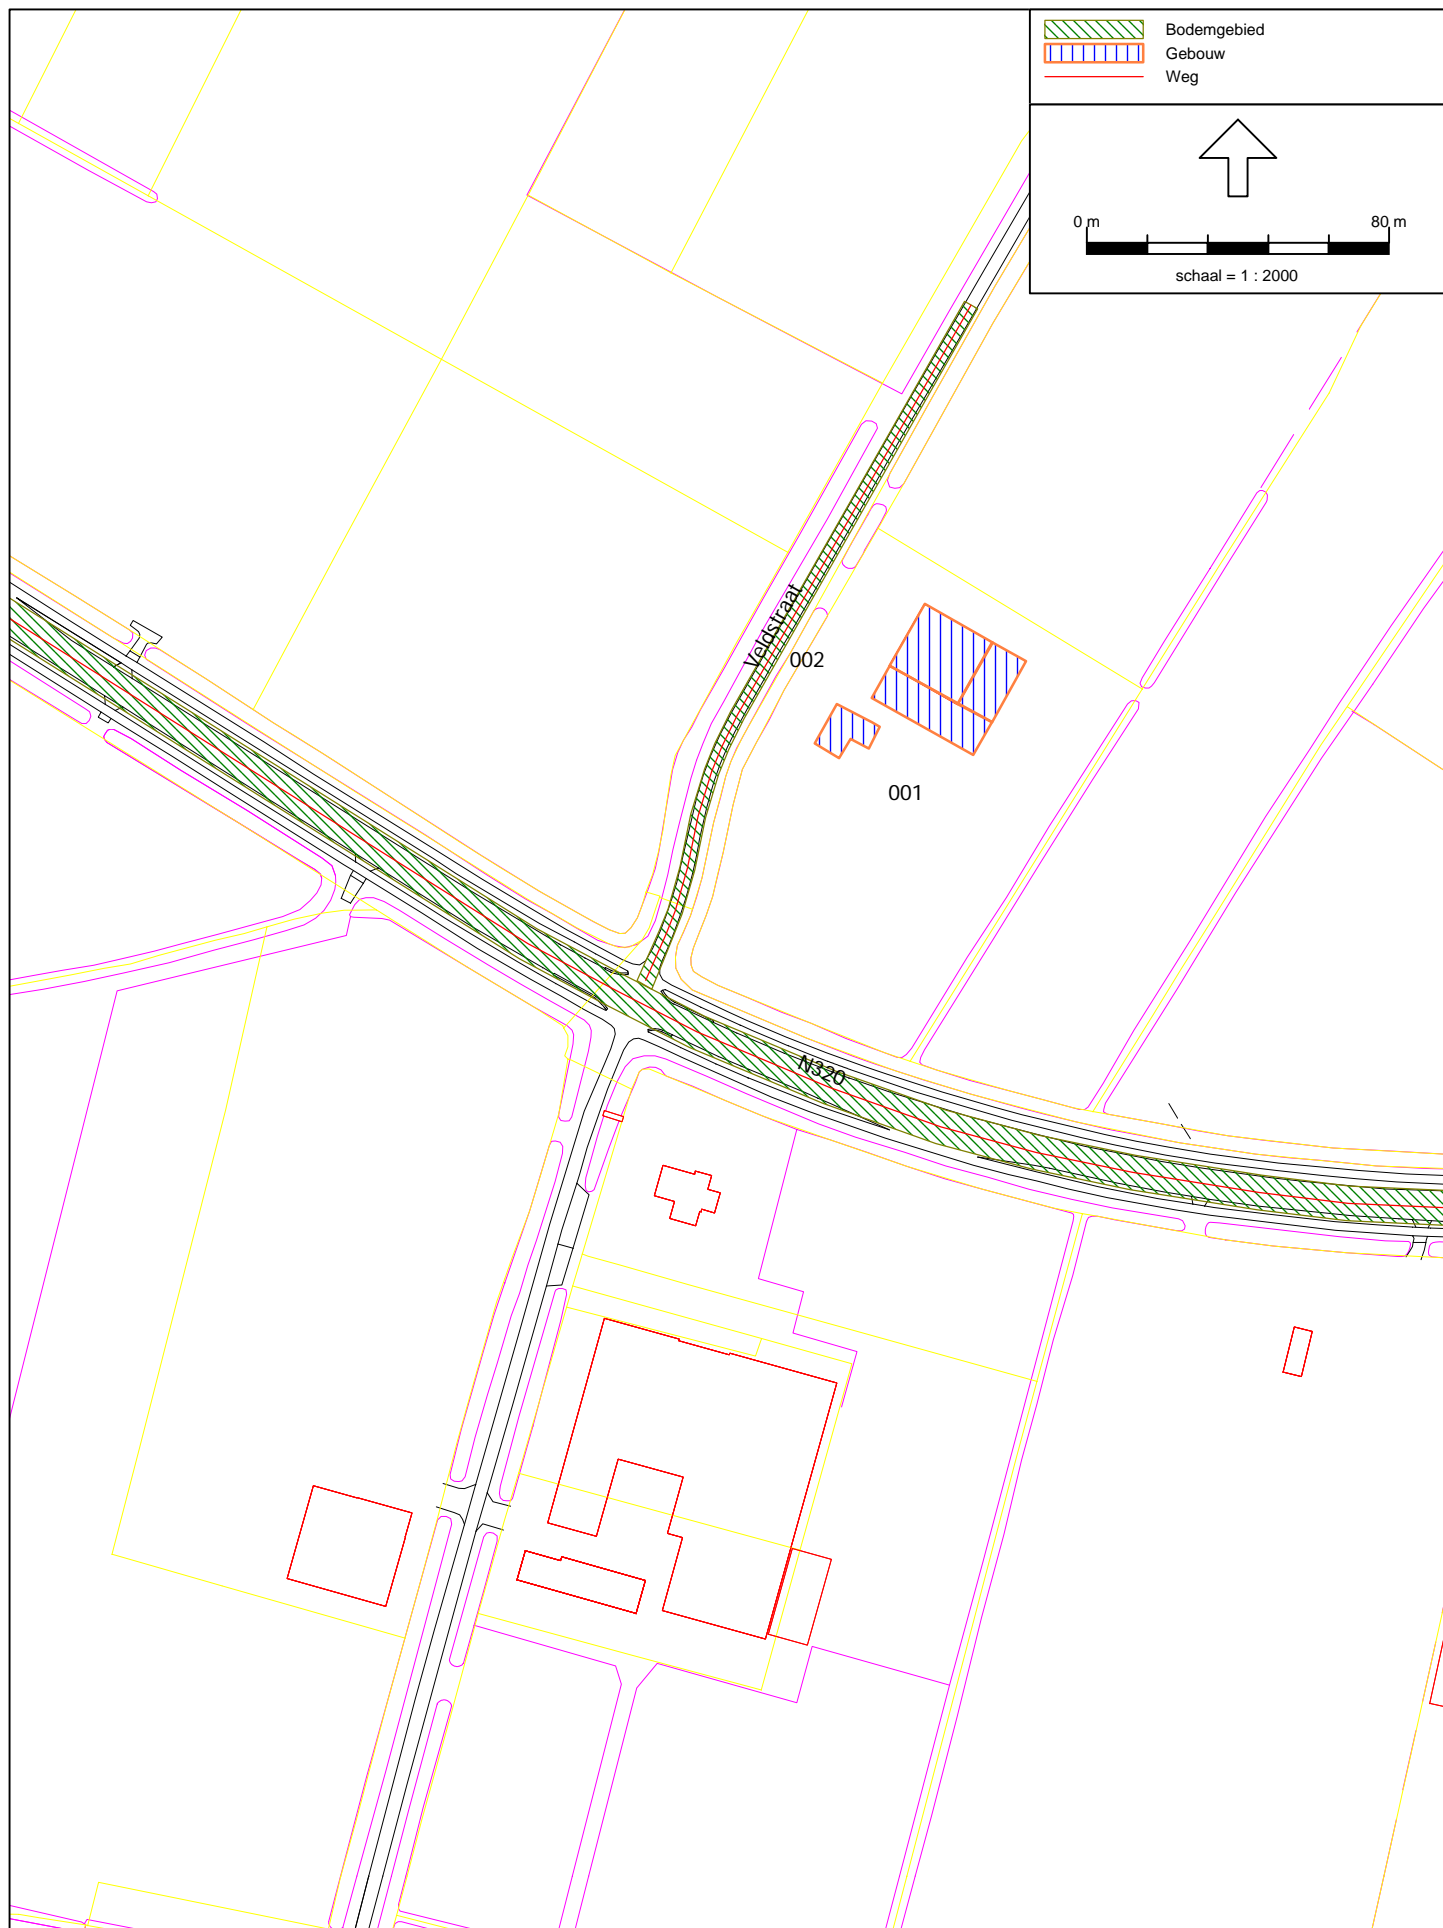 Bodemgebied
Gebouw
Weg
0 m 80 m
schaal = 1 : 2000
Veldstraat
002
001
N320